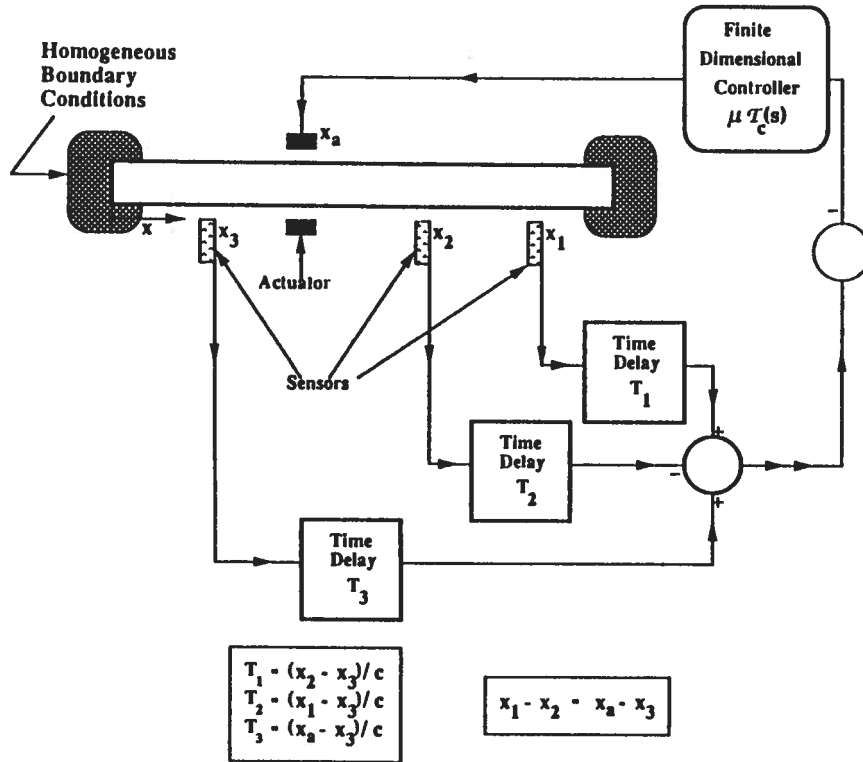 Homogeneous
Boundary
Conditions
Finite
Dimensional
Controller
μ T_c(s)
x_a
x
x_3
x_2
x_1
Actualor
Sensors
Time
Delay
T_1
Time
Delay
T_2
Time
Delay
T_3
+
-
+
-
T_1 - (x_2 - x_3)/ c
T_2 - (x_1 - x_3)/ c
T_3 - (x_a - x_3)/ c
x_1 - x_2 - x_a - x_3